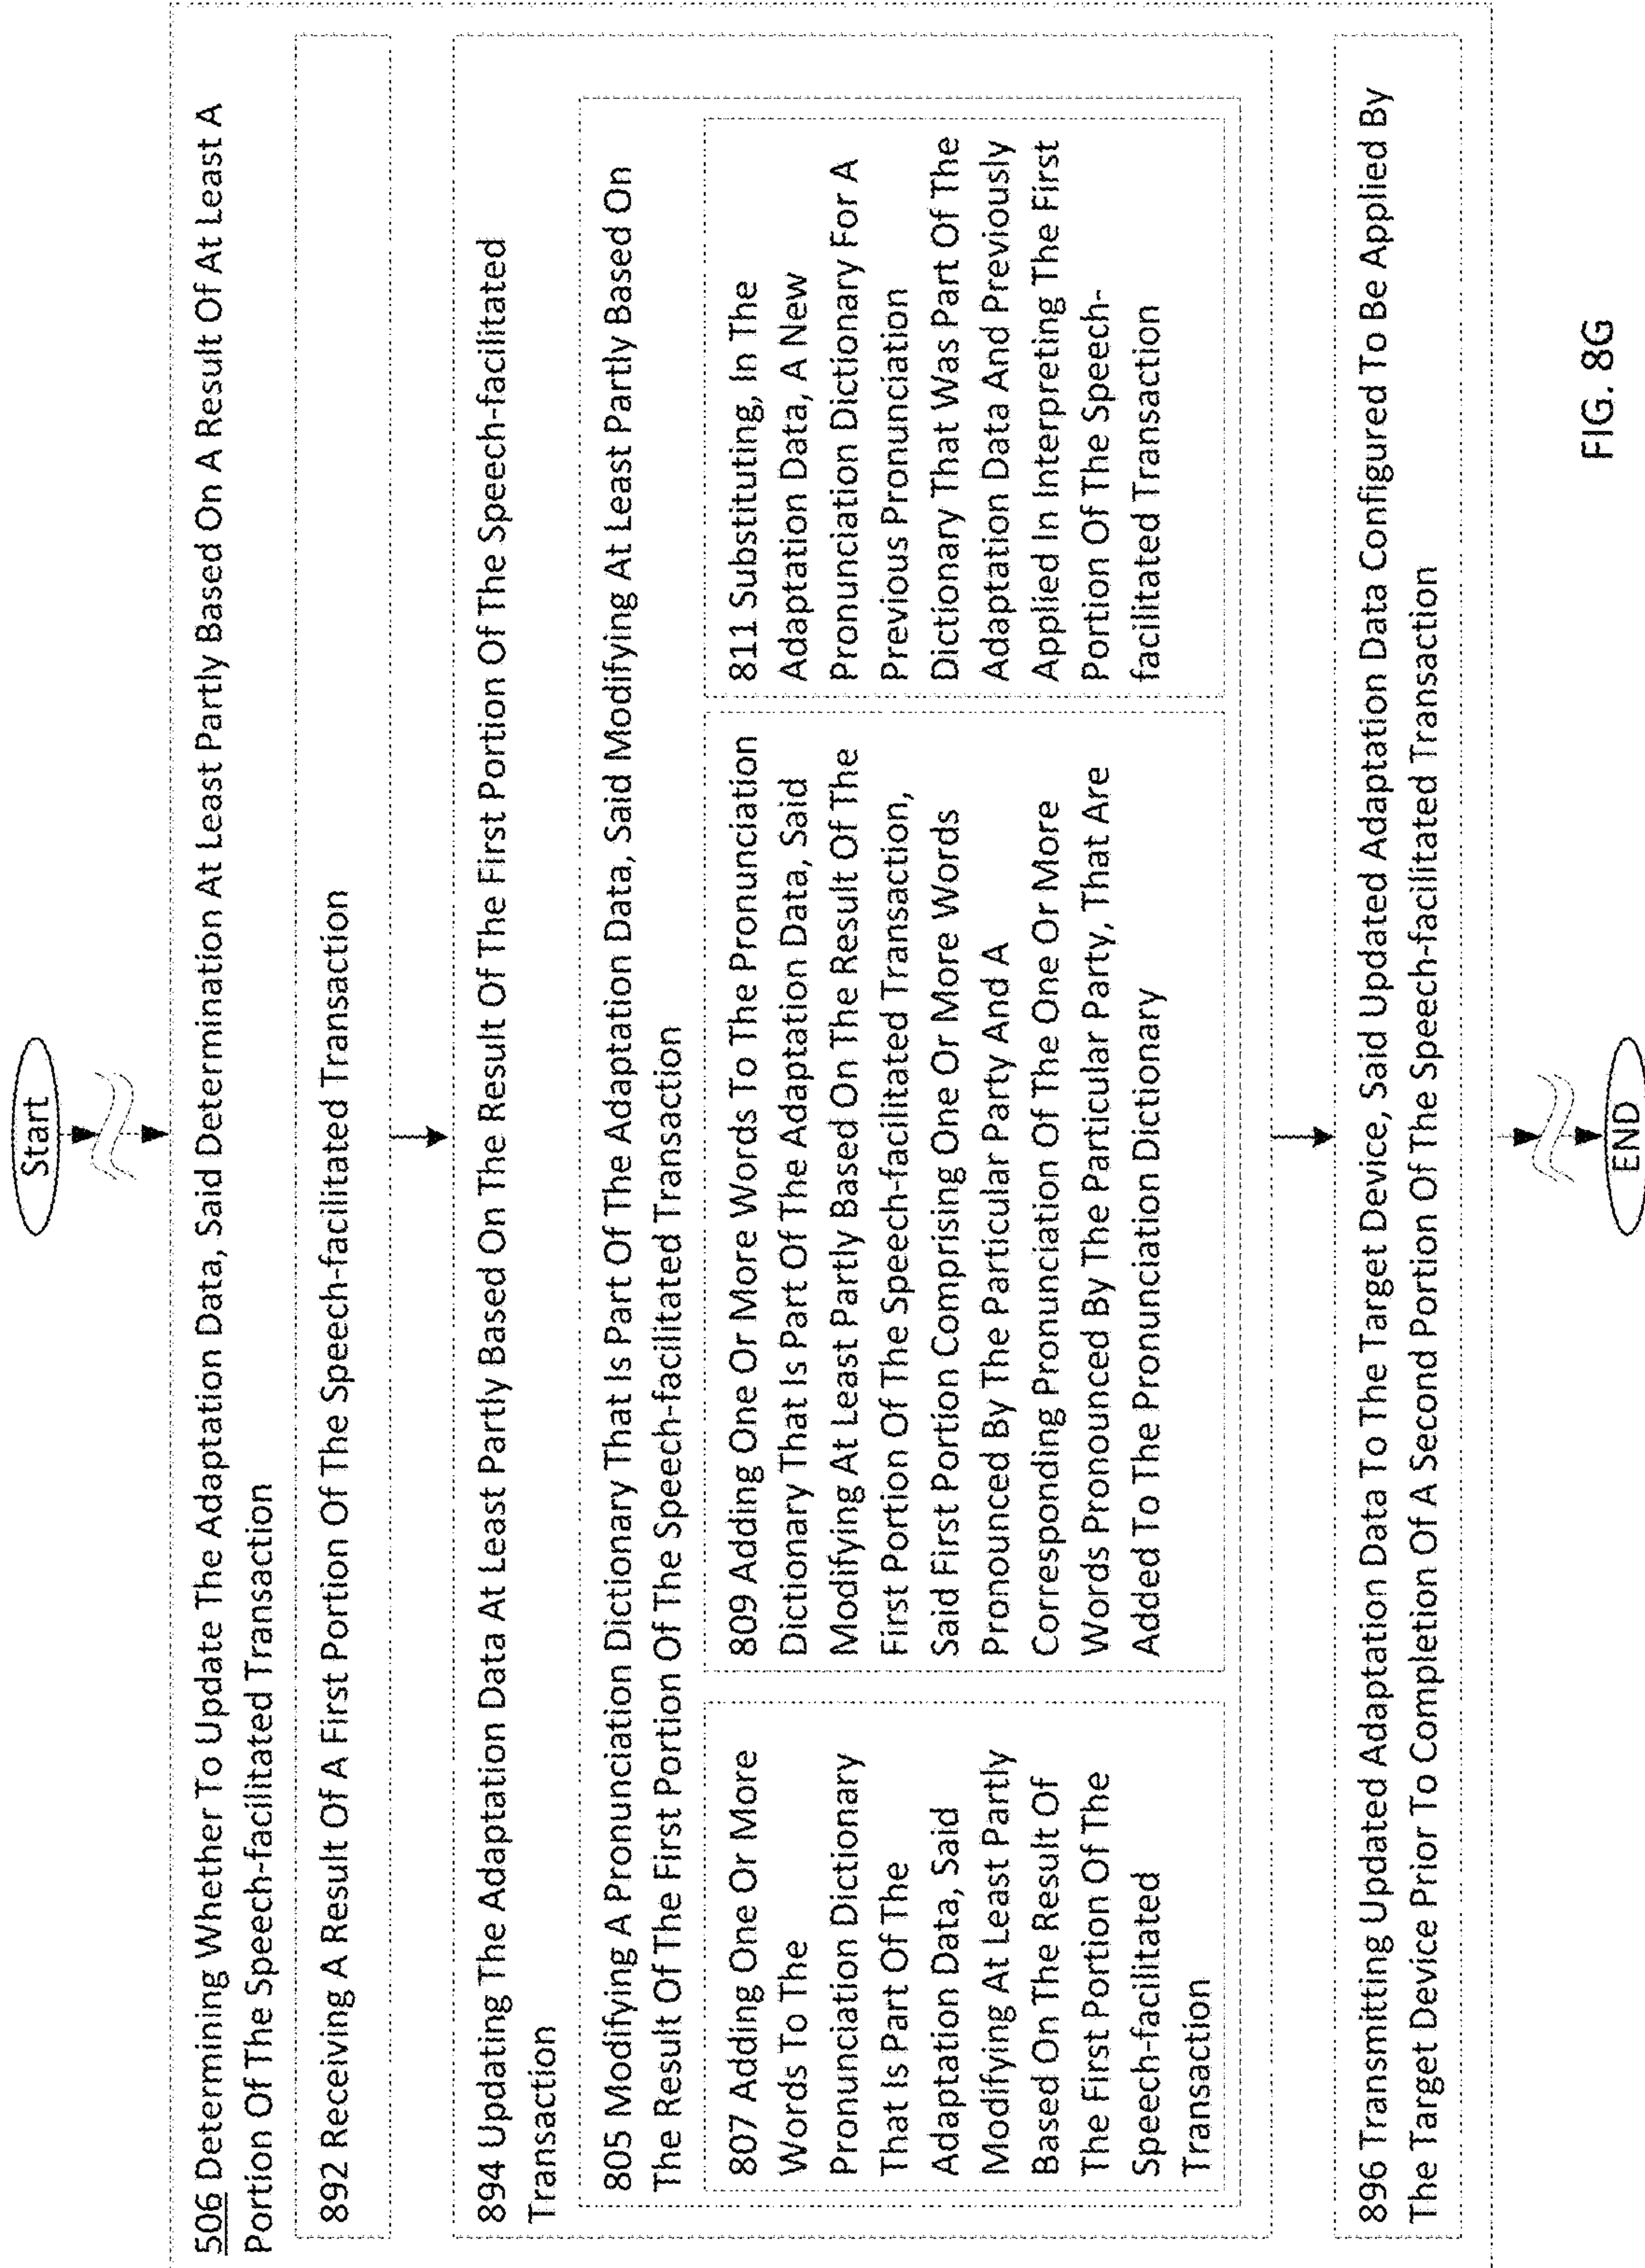 Start
506 Determining Whether To Update The Adaptation Data, Said Determination At Least Partly Based On A Result Of At Least A
Portion Of The Speech-facilitated Transaction
892 Receiving A Result Of A First Portion Of The Speech-facilitated Transaction
894 Updating The Adaptation Data At Least Partly Based On The Result Of The First Portion Of The Speech-facilitated
Transaction
805 Modifying A Pronunciation Dictionary That Is Part Of The Adaptation Data, Said Modifying At Least Partly Based On
The Result Of The First Portion Of The Speech-facilitated Transaction
807 Adding One Or More
Words To The
Pronunciation Dictionary
That Is Part Of The
Adaptation Data, Said
Modifying At Least Partly
Based On The Result Of
The First Portion Of The
Speech-facilitated
Transaction
809 Adding One Or More Words To The Pronunciation
Dictionary That Is Part Of The Adaptation Data, Said
Modifying At Least Partly Based On The Result Of The
First Portion Of The Speech-facilitated Transaction,
Said First Portion Comprising One Or More Words
Pronounced By The Particular Party And A
Corresponding Pronunciation Of The One Or More
Words Pronounced By The Particular Party, That Are
Added To The Pronunciation Dictionary
811 Substituting, In The
Adaptation Data, A New
Pronunciation Dictionary For A
Previous Pronunciation
Dictionary That Was Part Of The
Adaptation Data And Previously
Applied In Interpreting The First
Portion Of The Speech-
facilitated Transaction
896 Transmitting Updated Adaptation Data To The Target Device, Said Updated Adaptation Data Configured To Be Applied By
The Target Device Prior To Completion Of A Second Portion Of The Speech-facilitated Transaction
END
FIG. 8G